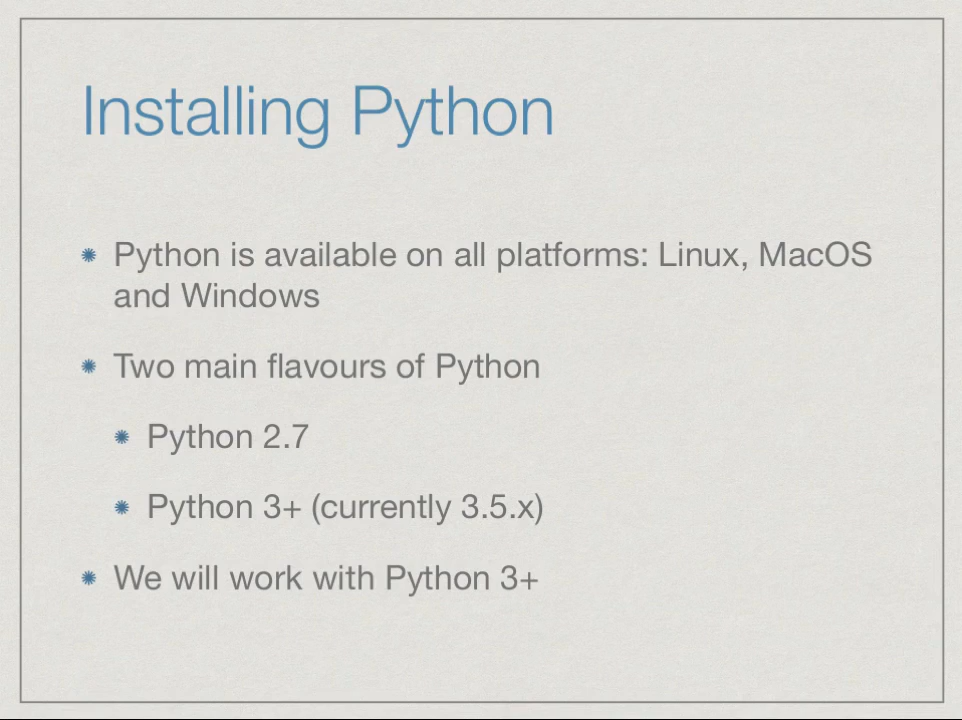 Installing Python
Python is available on all platforms: Linux, MacOS
and Windows
Two main flavours of Python
Python 2.7
Python 3+ (currently 3.5.x)
We will work with Python 3+